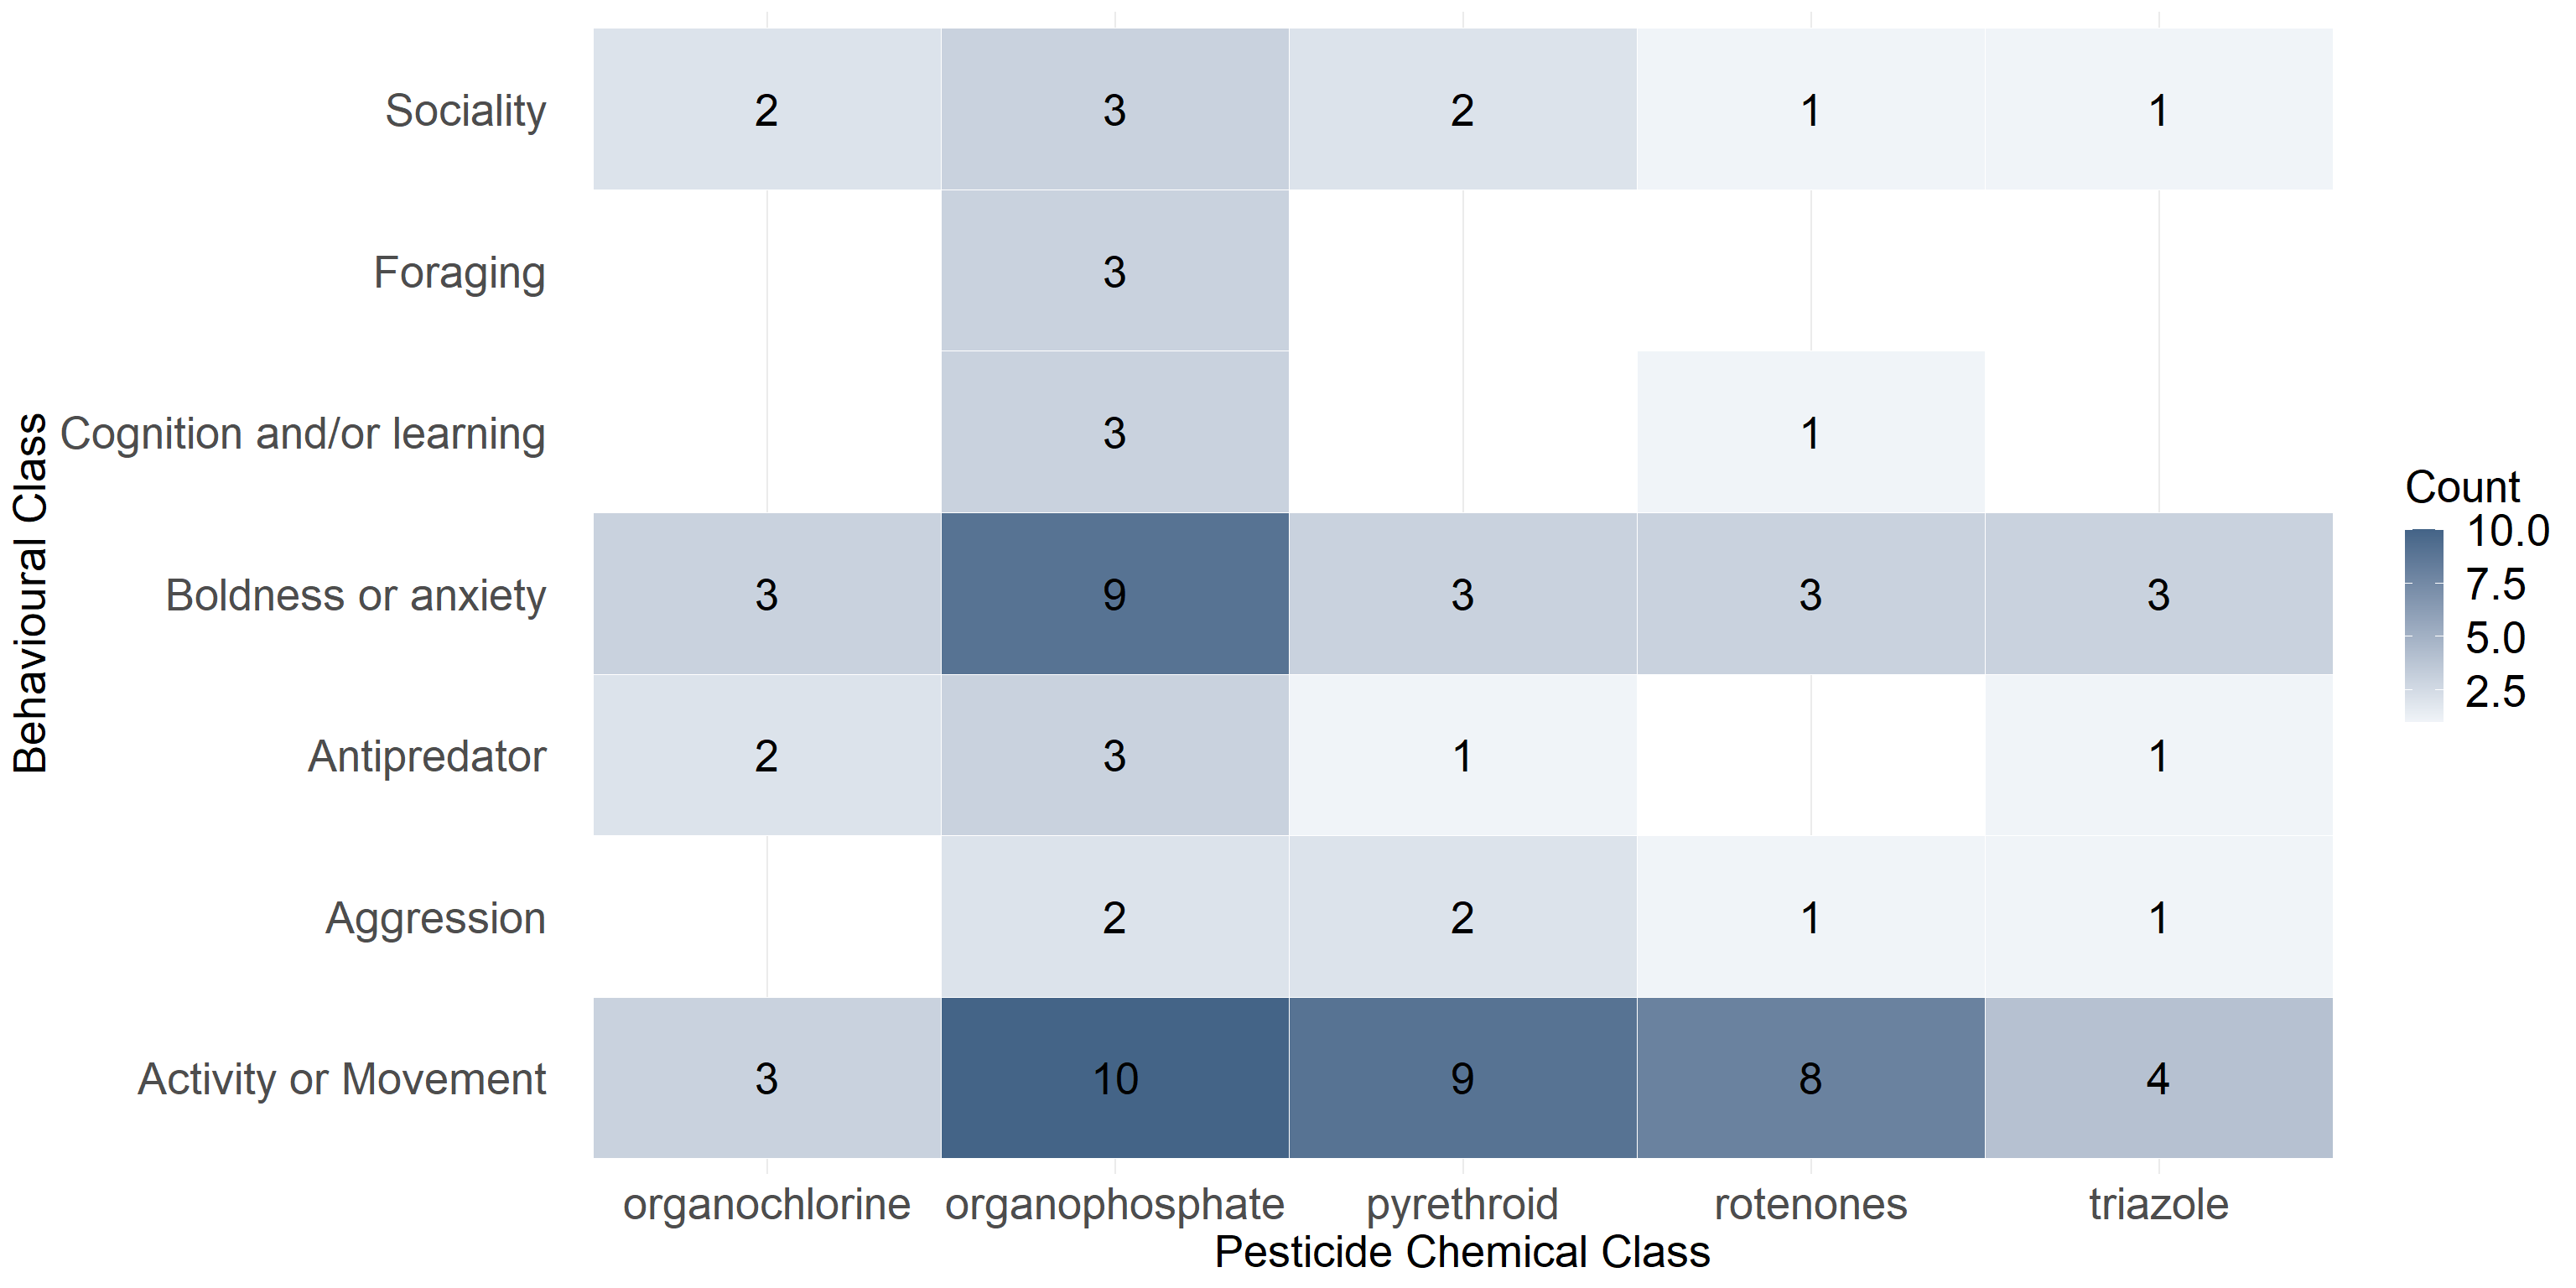 Sociality 2 3 2 1 1
Foraging 3
Cognition and/or learning 3 1
Boldness or anxiety 3 9 3 3 3
Antipredator 2 3 1 1
Aggression 2 2 1 1
Activity or Movement 3 10 9 8 4
organochlorine organophosphate pyrethroid rotenones triazole
Pesticide Chemical Class
Behavioural Class
Count
10.0
7.5
5.0
2.5